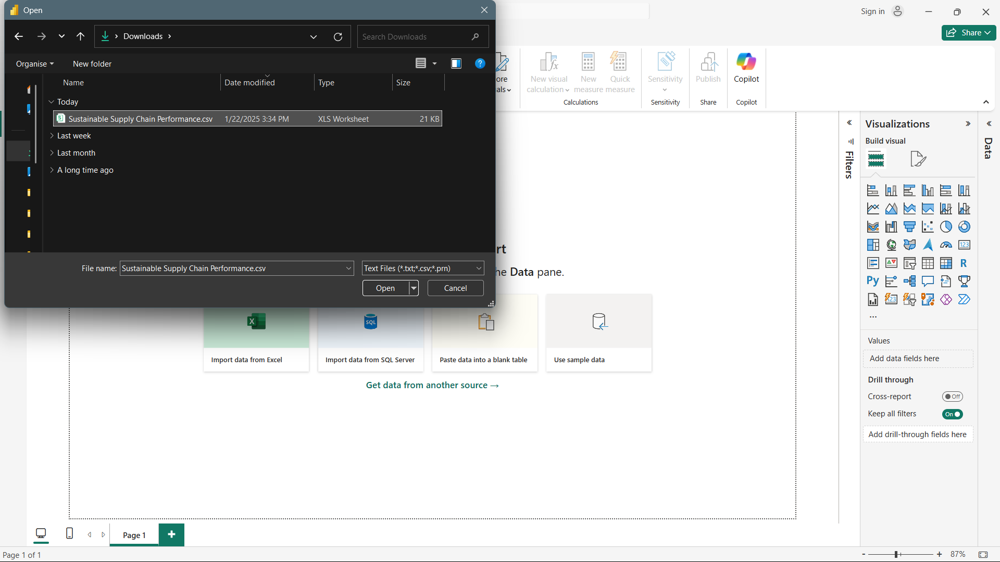 Open
Sign in
Downloads
Search Downloads
Share
Organise
New folder
Name
Date modified
Type
Size
Today
Sustainable Supply Chain Performance.csv 1/22/2025 3:34 PM XLS Worksheet 21 KB
Last week
Last month
A long time ago
File name: Sustainable Supply Chain Performance.csv
Text Files (*.txt;*.csv;*.prn)
Open
Cancel
ore
als
New visual
calculation
New
measure
Quick
measure
Calculations
Sensitivity
Sensitivity
Publish
Share
Copilot
Copilot
rt
he Data pane.
X
Import data from Excel
SQL
Import data from SQL Server
Paste data into a blank table
Use sample data
Get data from another source →
Filters
Visualizations
Build visual
123
R
Py
123
...
Values
Add data fields here
Drill through
Cross-report
Off
Keep all filters
On
Add drill-through fields here
Data
Page 1
+
Page 1 of 1
- + 87%